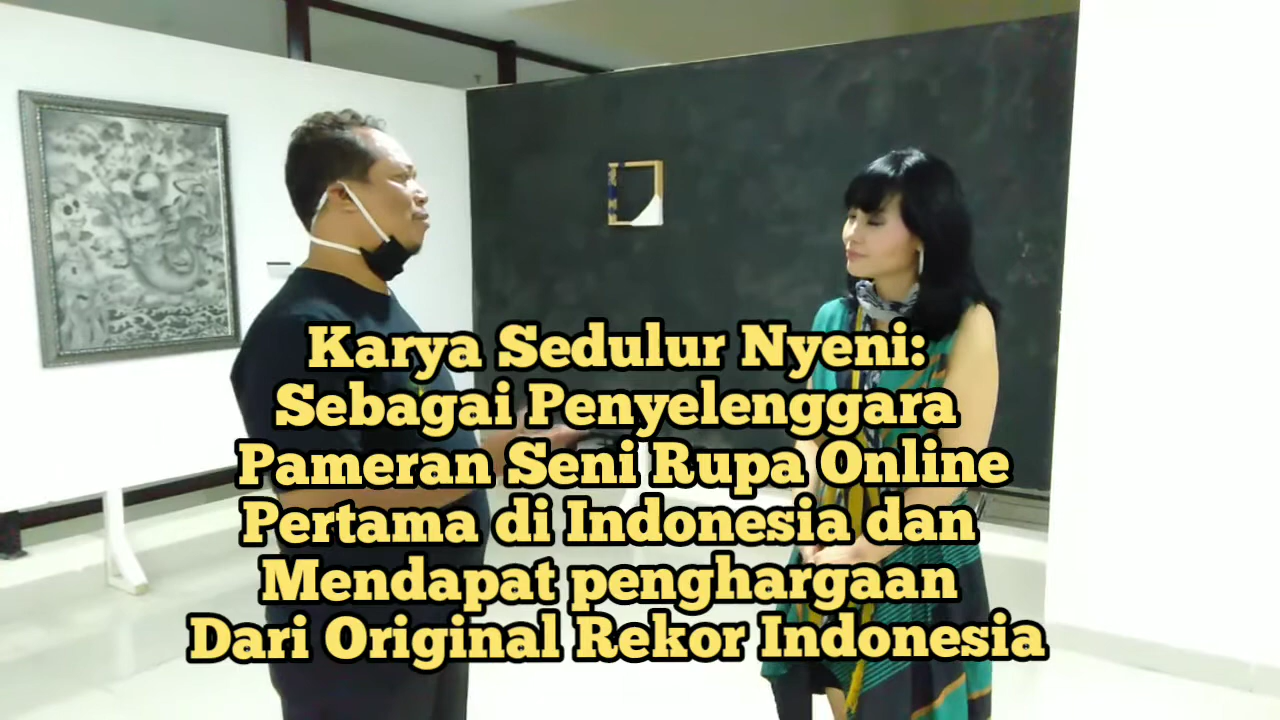 Karya Sedulur Nyeni:
Sebagai Penyelenggara
Pameran Seni Rupa Online
Pertama di Indonesia dan
Mendapat penghargaan
Dari Original Rekor Indonesia